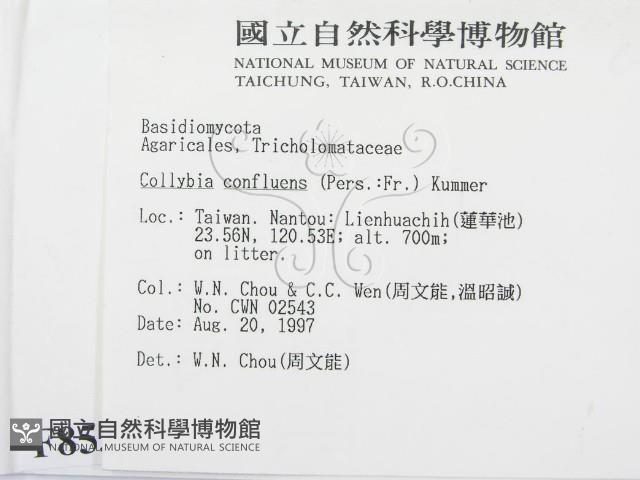 國立自然科學博物館
NATIONAL MUSEUM OF NATURAL SCIENCE
TAICHUNG, TAIWAN, R.O.CHINA
Basidiomycota
Agaricales, Tricholomataceae
Collybia confluens (Pers.:Fr.) Kummer
Loc.: Taiwan. Nantou: Lienhuachih(蓮華池)
23.56N, 120.53E; alt. 700m;
on litter.
Col.: W.N. Chou & C.C. Wen(周文能,溫昭誠)
No. CWN 02543
Date: Aug. 20, 1997
Det.: W.N. Chou(周文能)
國立自然科學博物館
NATIONAL MUSEUM OF NATURAL SCIENCE